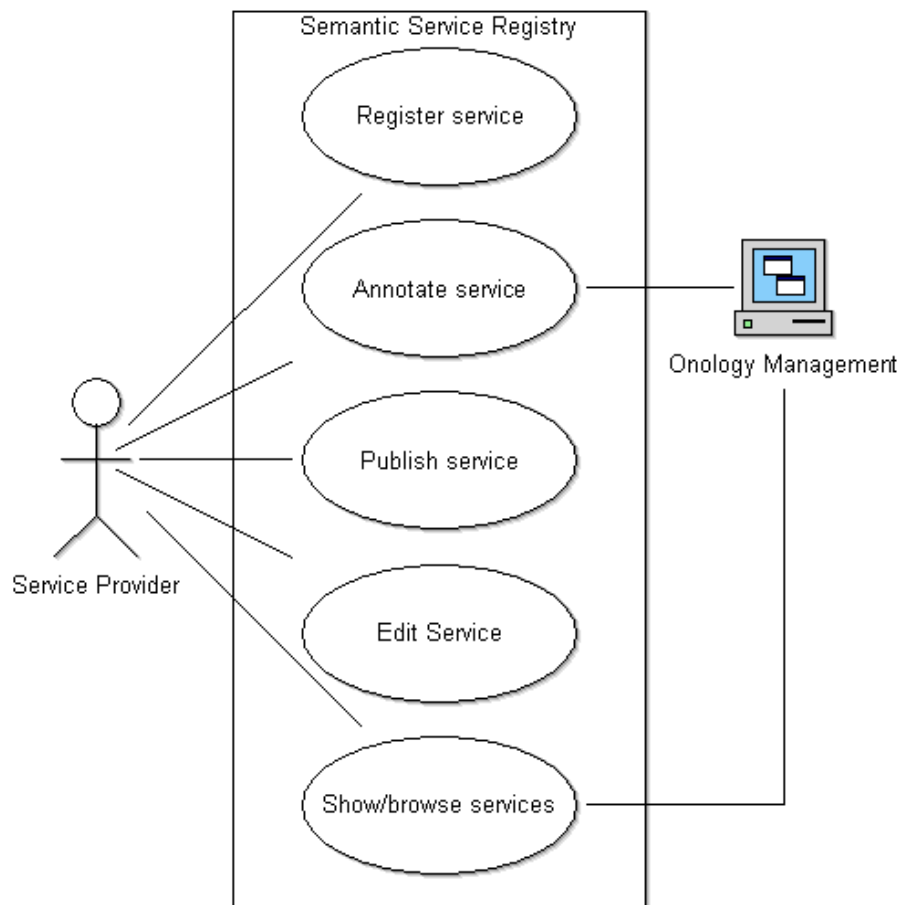 Semantic Service Registry
Register service
Annotate service
Onology Management
Publish service
Service Provider
Edit Service
Show/browse services